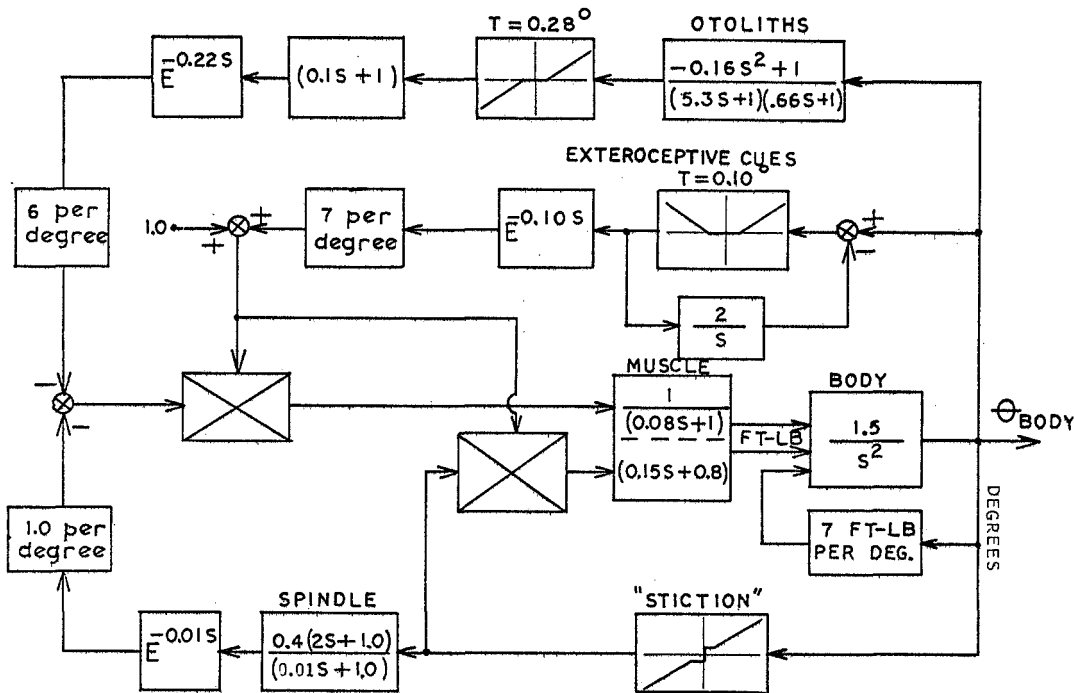 T = 0.28°
OTOLITHS
E^-0.22S
(0.1S + 1)
-0.16S² + 1
(5.3S+1)(.66S+1)
EXTEROCEPTIVE CUES
T = 0.10°
6 per
degree
1.0
+
+
7 per
degree
E^-0.10S
+
-
2
S
MUSCLE
BODY
-
-
1
(0.08S+1)
(0.15S+0.8)
FT-LB
1.5
S²
θ BODY
DEGREES
7 FT-LB
PER DEG.
1.0 per
degree
SPINDLE
"STICTION"
E^-0.01S
0.4(2S+1.0)
(0.01S+1.0)